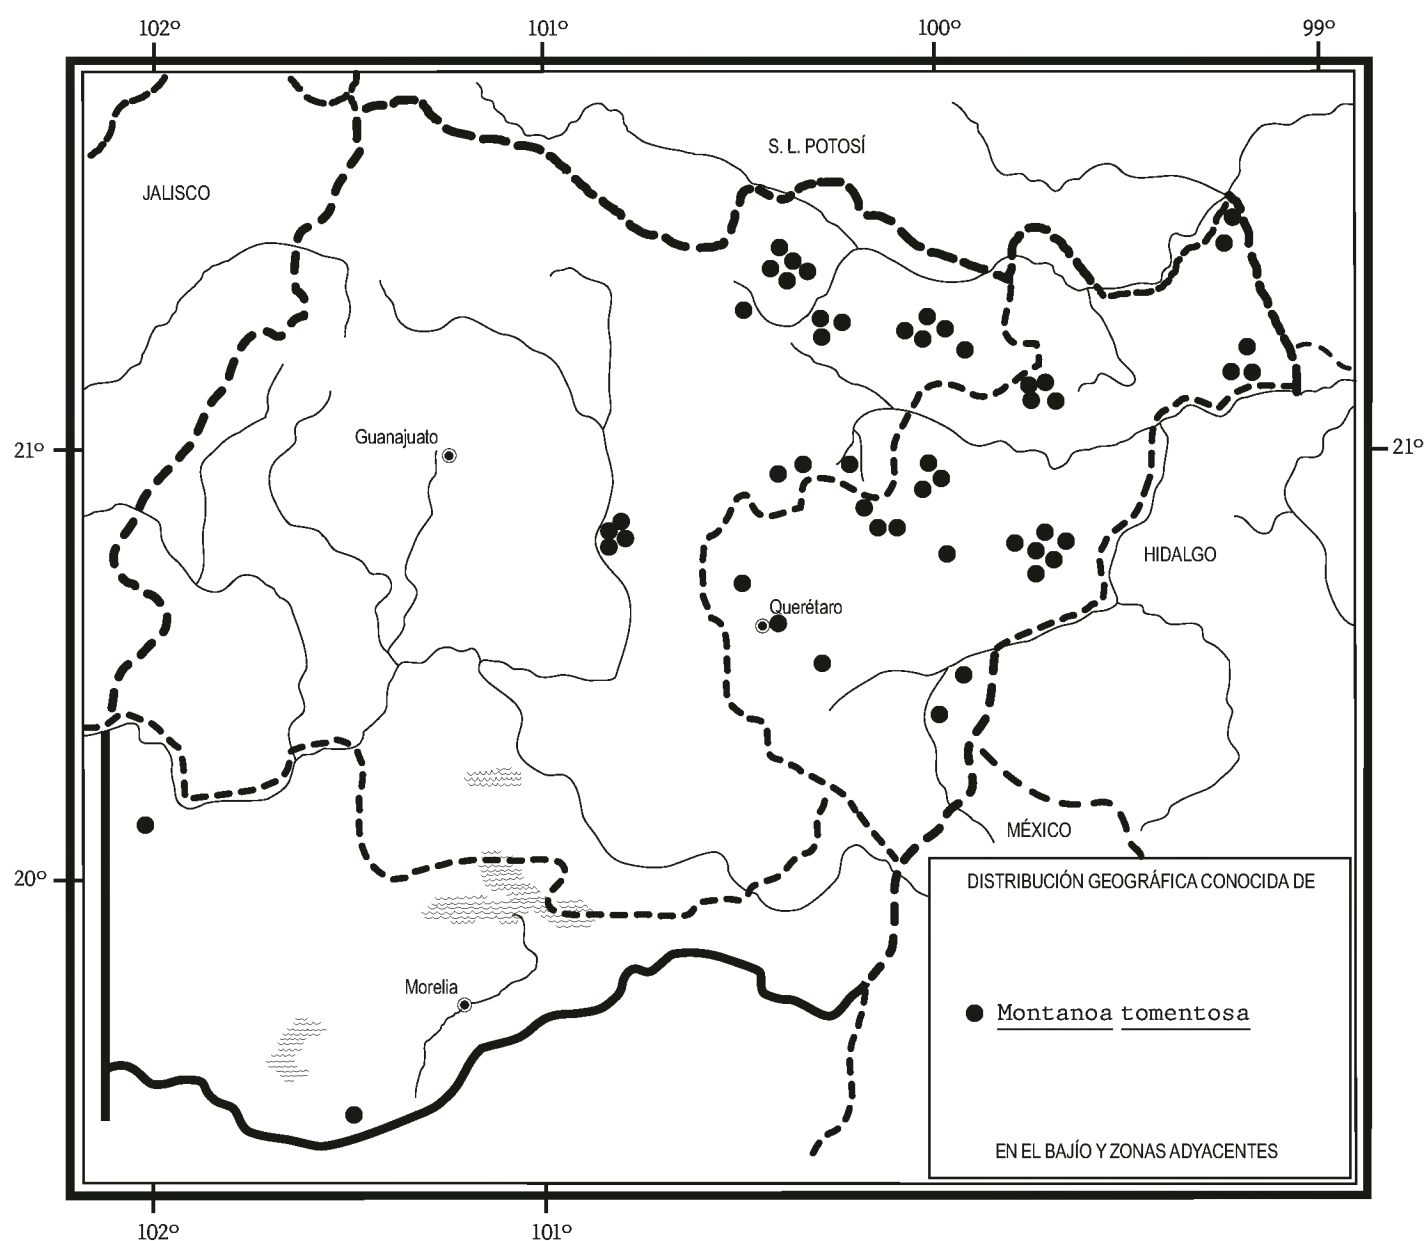 102º 101º 100º 99º
S. L. POTOSÍ
JALISCO
Guanajuato
21º 21º
HIDALGO
Querétaro
MÉXICO
20º
DISTRIBUCIÓN GEOGRÁFICA CONOCIDA DE
Morelia
Montanoa tomentosa
EN EL BAJÍO Y ZONAS ADYACENTES
102º 101º